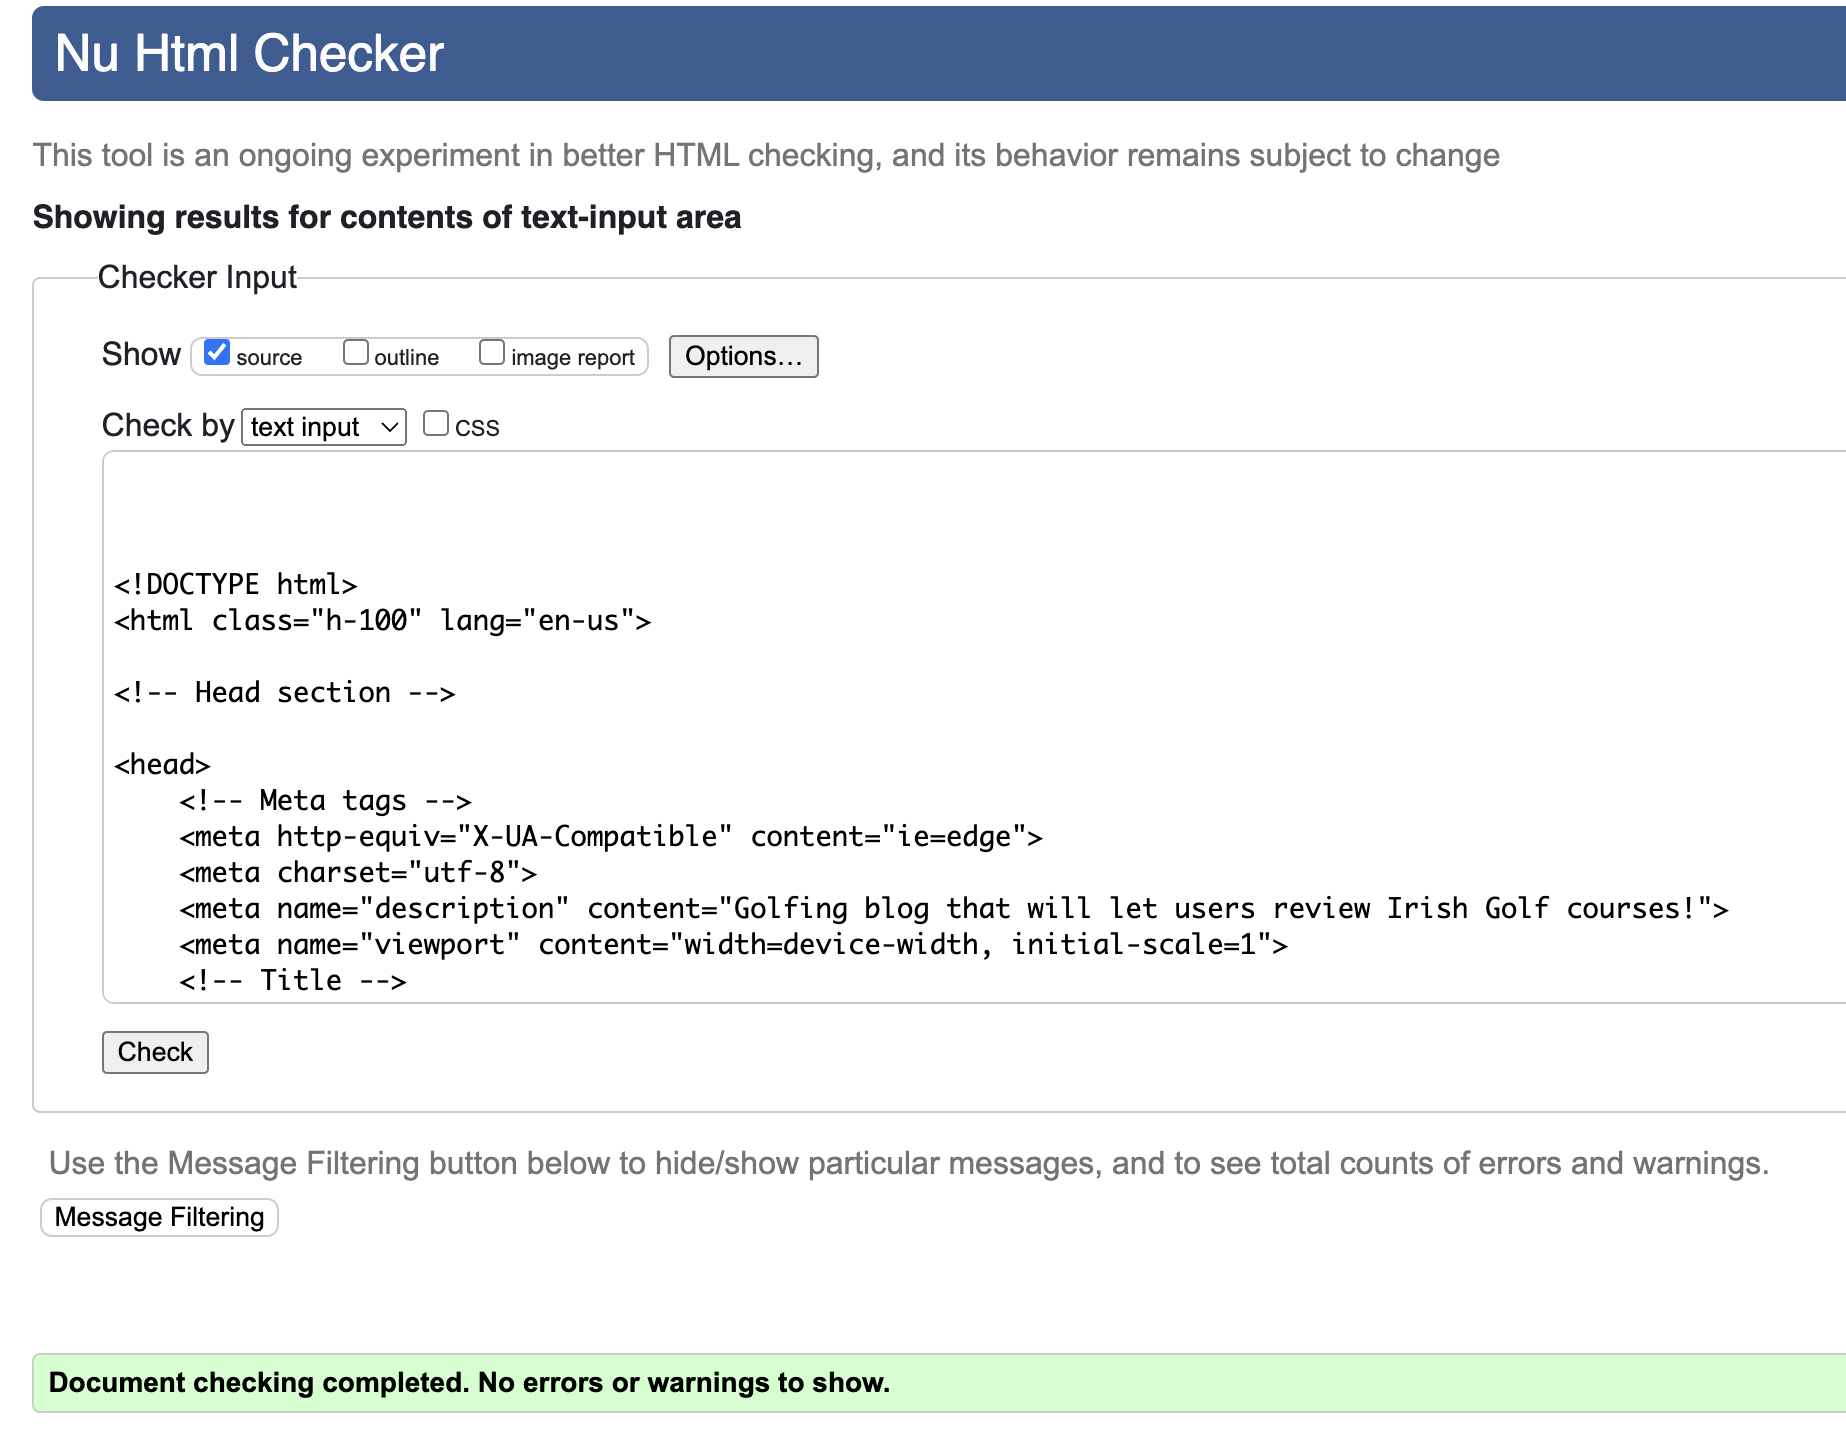 Nu Html Checker
This tool is an ongoing experiment in better HTML checking, and its behavior remains subject to change
Showing results for contents of text-input area
Checker Input
Show source outline image report Options...
Check by text input CSS
<!DOCTYPE html>
<html class="h-100" lang="en-us">
<!-- Head section -->
<head>
    <!-- Meta tags -->
    <meta http-equiv="X-UA-Compatible" content="ie=edge">
    <meta charset="utf-8">
    <meta name="description" content="Golfing blog that will let users review Irish Golf courses!">
    <meta name="viewport" content="width=device-width, initial-scale=1">
    <!-- Title -->
Check
Use the Message Filtering button below to hide/show particular messages, and to see total counts of errors and warnings.
Message Filtering
Document checking completed. No errors or warnings to show.